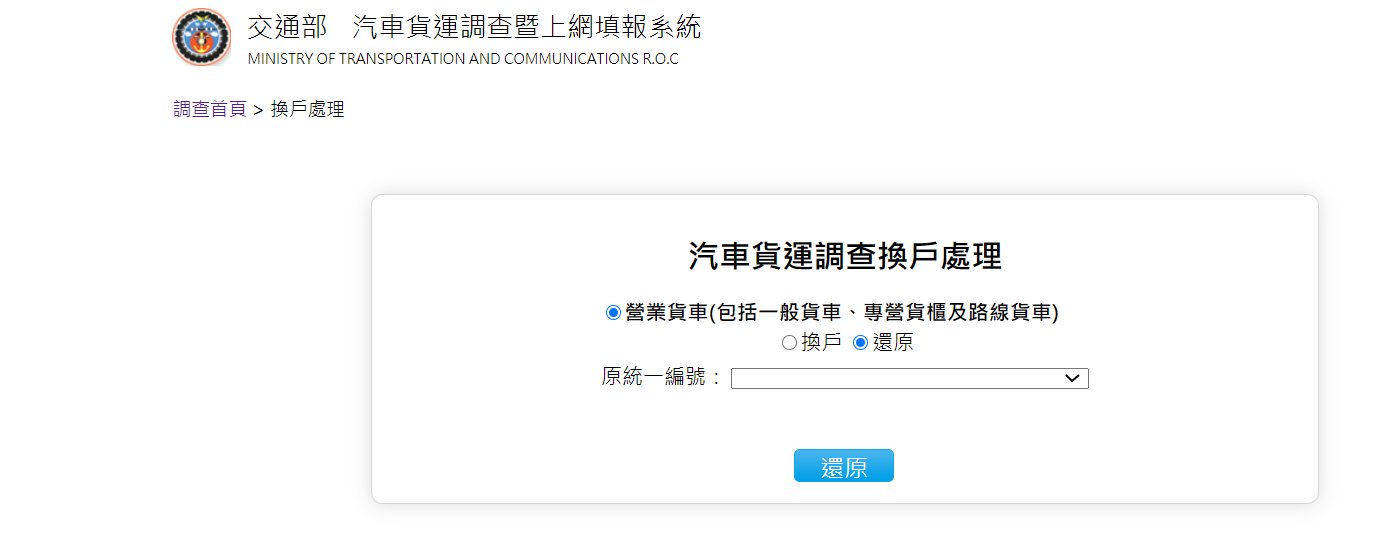 交通部　汽車貨運調查暨上網填報系統
MINISTRY OF TRANSPORTATION AND COMMUNICATIONS R.O.C
調查首頁 > 換戶處理
汽車貨運調查換戶處理
營業貨車(包括一般貨車、專營貨櫃及路線貨車)
換戶 還原
原統一編號：
還原